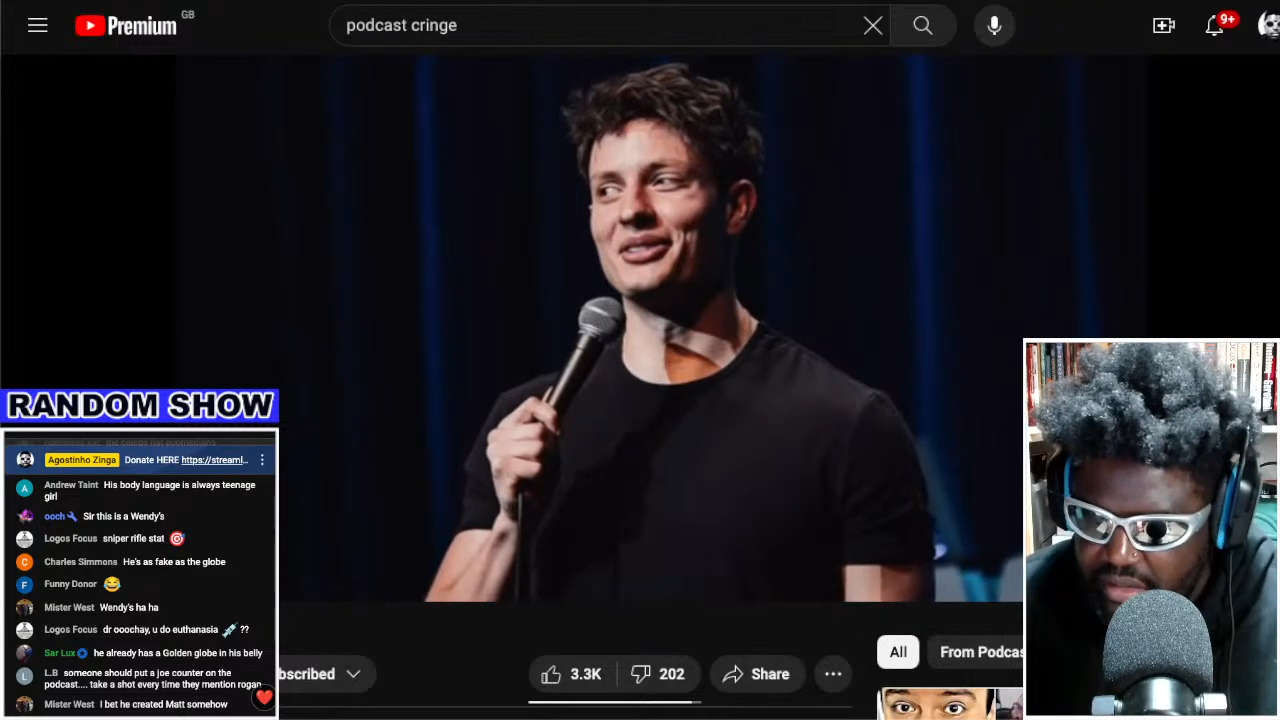 Premium GB
podcast cringe
9+
RANDOM SHOW
Agostinho Zinga Donate HERE https://streaml...
Andrew Taint His body language is always teenage
girl
ooch Sir this is a Wendy's
Logos Focus sniper rifle stat 🎯
Charles Simmons He's as fake as the globe
Funny Donor 😂
Mister West Wendy's ha ha
Logos Focus dr ooochay, u do euthanasia 💉 ??
Sar Lux he already has a Golden globe in his belly
L.B someone should put a joe counter on the
podcast.... take a shot every time they mention rogan
Mister West I bet he created Matt somehow
bscribed
3.3K
202
Share
All
From Podcas